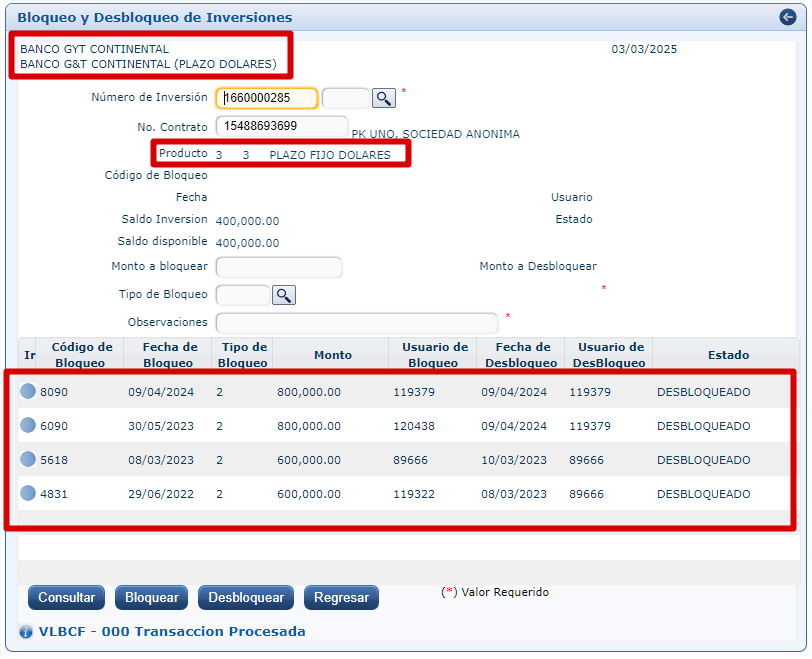 Bloqueo y Desbloqueo de Inversiones
BANCO GYT CONTINENTAL 03/03/2025
BANCO G&T CONTINENTAL (PLAZO DOLARES)
Número de Inversión 1660000285 *
No. Contrato 15488693699 PK UNO, SOCIEDAD ANONIMA
Producto 3 3 PLAZO FIJO DOLARES
Código de Bloqueo
Fecha Usuario
Saldo Inversion 400,000.00 Estado
Saldo disponible 400,000.00
Monto a bloquear Monto a Desbloquear
Tipo de Bloqueo *
Observaciones *
Ir Código de Bloqueo Fecha de Bloqueo Tipo de Bloqueo Monto Usuario de Bloqueo Fecha de Desbloqueo Usuario de DesBloqueo Estado
8090 09/04/2024 2 800,000.00 119379 09/04/2024 119379 DESBLOQUEADO
6090 30/05/2023 2 800,000.00 120438 09/04/2024 119379 DESBLOQUEADO
5618 08/03/2023 2 600,000.00 89666 10/03/2023 89666 DESBLOQUEADO
4831 29/06/2022 2 600,000.00 119322 08/03/2023 89666 DESBLOQUEADO
Consultar Bloquear Desbloquear Regresar (*) Valor Requerido
VLBCF - 000 Transaccion Procesada